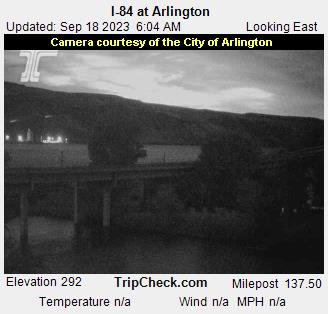 I-84 at Arlington
Updated: Sep 18 2023 6:04 AM Looking East
Camera courtesy of the City of Arlington
Elevation 292 TripCheck.com Milepost 137.50
Temperature n/a Wind n/a MPH n/a